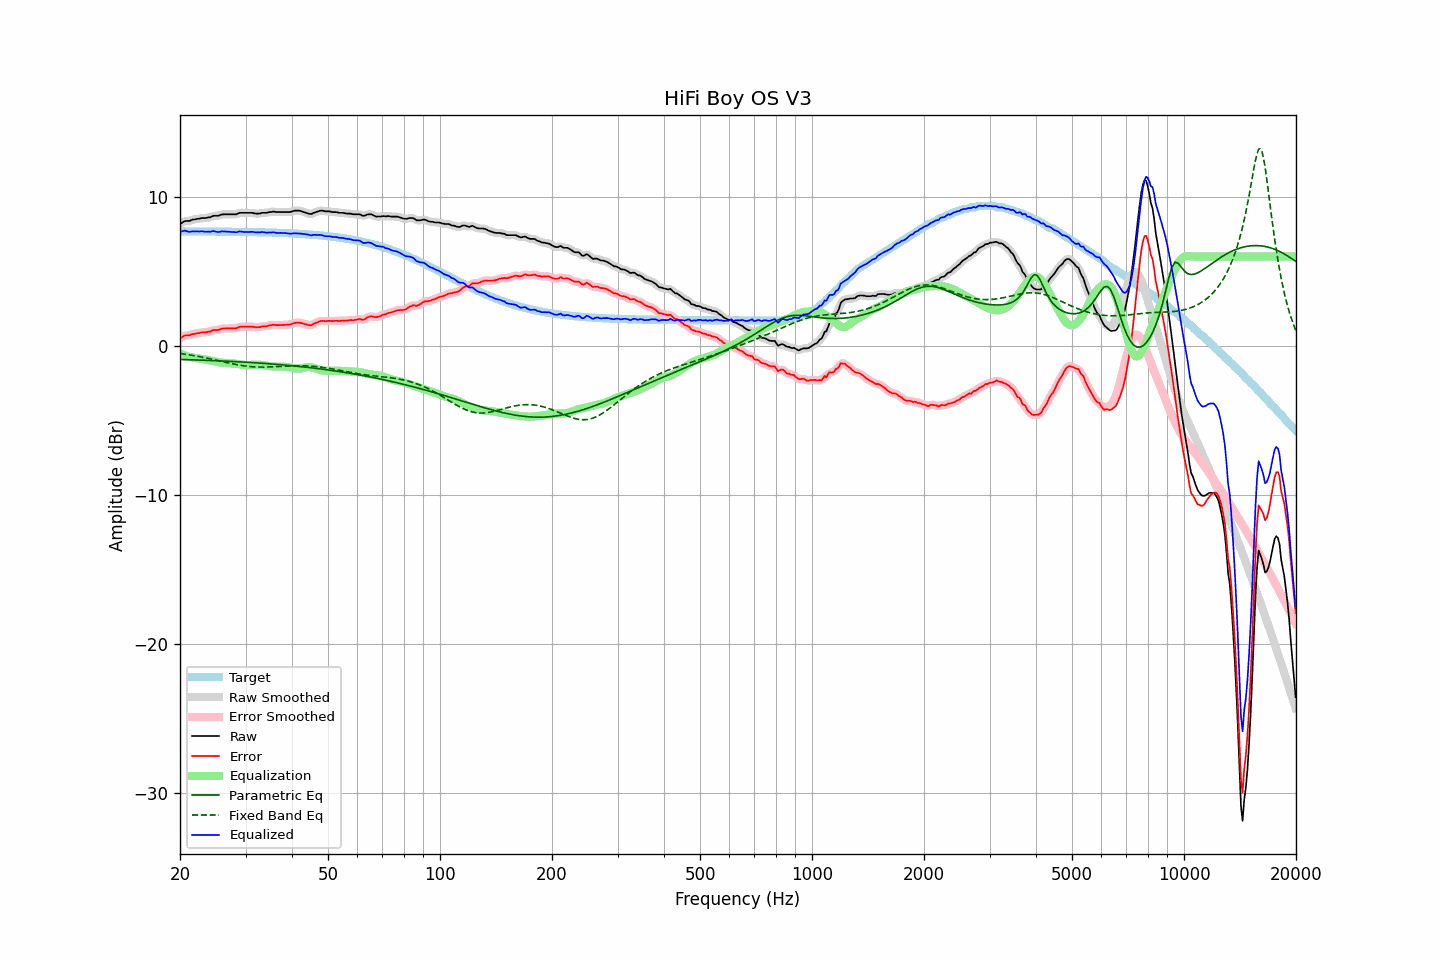 HiFi Boy OS V3
Amplitude (dBr)
10
0
−10
−20
−30
Target
Raw Smoothed
Error Smoothed
Raw
Error
Equalization
Parametric Eq
Fixed Band Eq
Equalized
20 50 100 200 500 1000 2000 5000 10000 20000
Frequency (Hz)